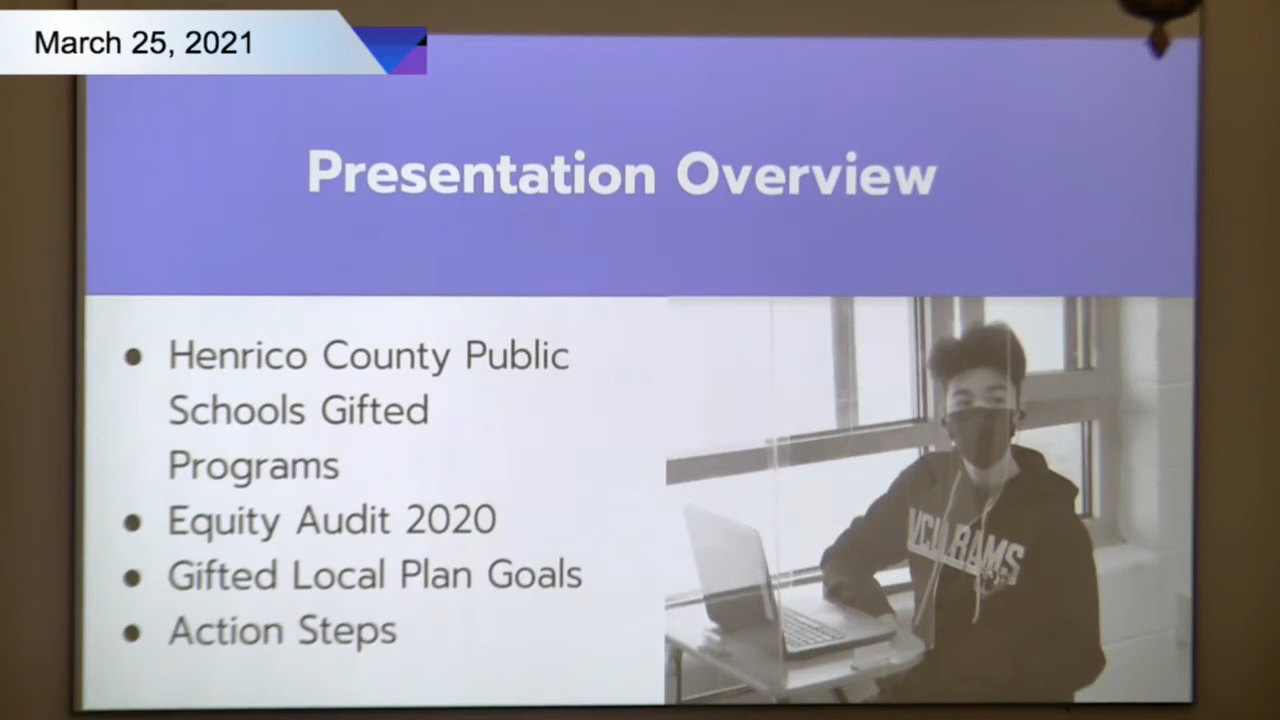 March 25, 2021
Presentation Overview
• Henrico County Public
Schools Gifted
Programs
• Equity Audit 2020
• Gifted Local Plan Goals
• Action Steps
VCU RAMS